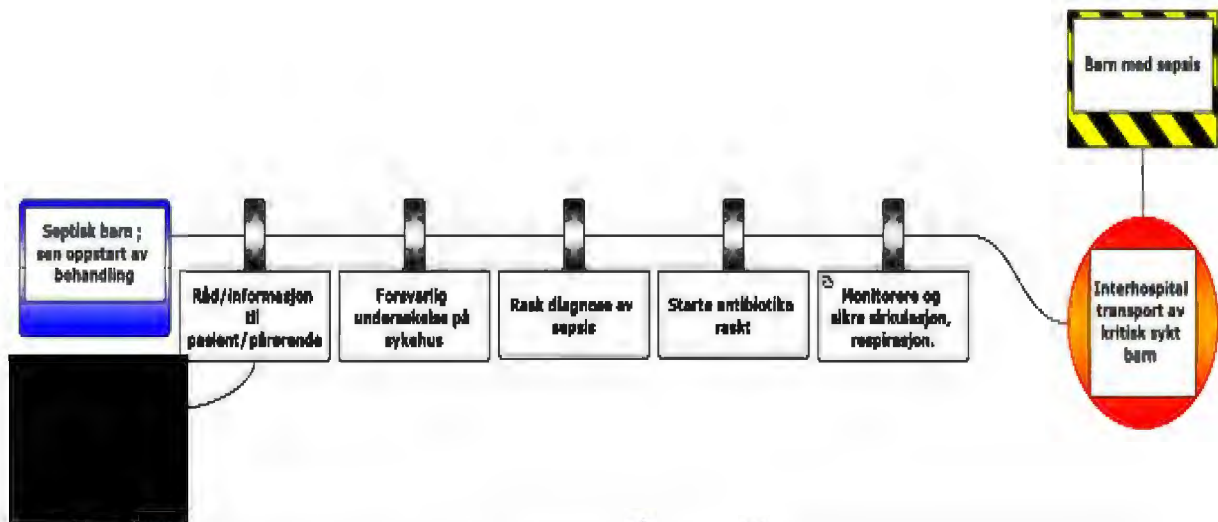 Barn med sepsis
Septisk barn ;
sen oppstart av
behandling
Råd/informasjon
til
pasient/pårørende
Forsvarlig
undersøkelse på
sykehus
Rask diagnose av
sepsis
Starte antibiotika
raskt
Monitorere og
sikre sirkulasjon,
respirasjon.
Interhospital
transport av
kritisk sykt
barn